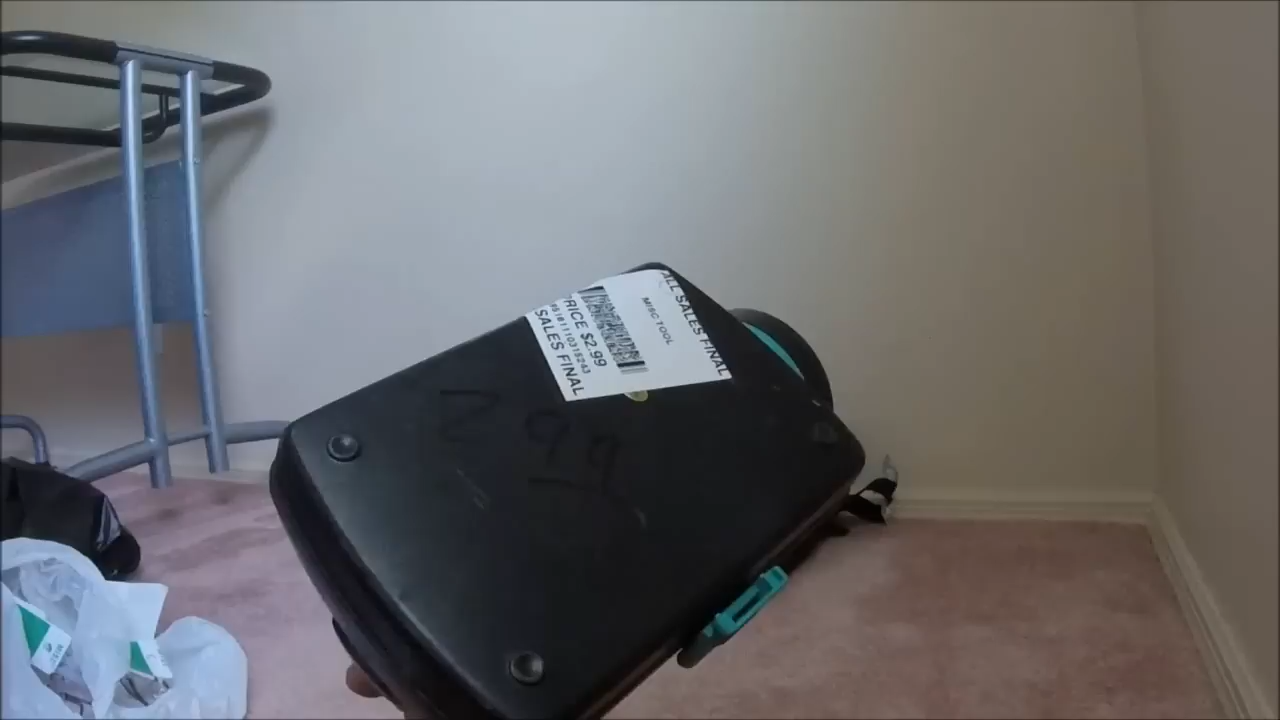 ALL SALES FINAL
MISC TOOL
PRICE $2.99
SALES FINAL
299